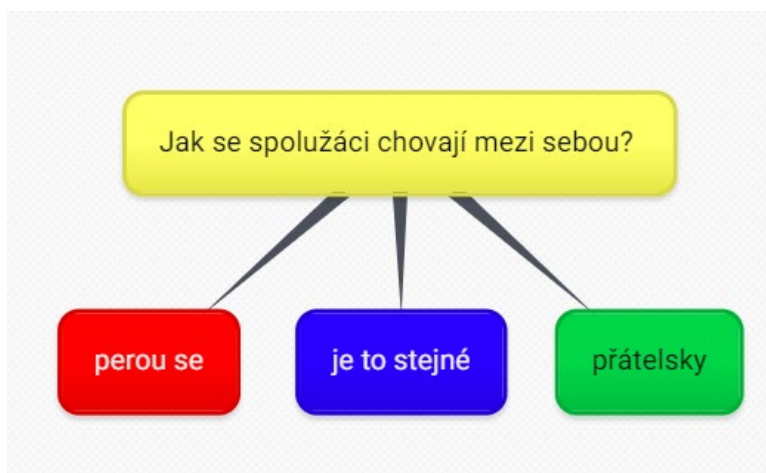 Jak se spolužáci chovají mezi sebou?
perou se
je to stejné
přátelsky